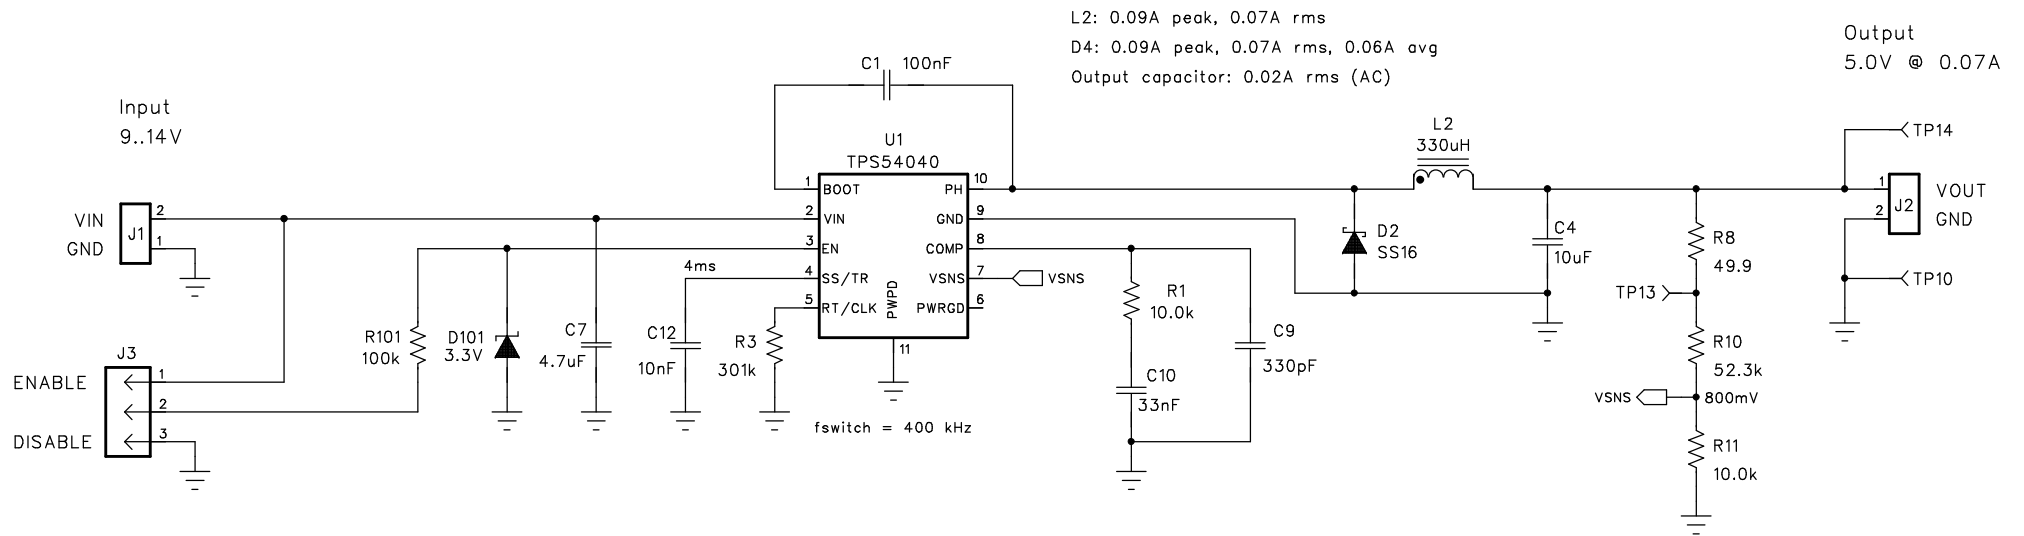 L2: 0.09A peak, 0.07A rms
D4: 0.09A peak, 0.07A rms, 0.06A avg
Output capacitor: 0.02A rms (AC)
Output
5.0V @ 0.07A
Input
9..14V
C1 100nF
U1
TPS54040
1 BOOT
2 VIN
3 EN
4 SS/TR
5 RT/CLK
PWPD
11
PH 10
GND 9
COMP 8
VSNS 7
PWRGD 6
VSNS
L2
330uH
TP14
1 VOUT
2 GND
J2
TP10
VIN 2
GND 1
J1
D2
SS16
C4
10uF
R8
49.9
TP13
R10
52.3k
VSNS 800mV
R11
10.0k
4ms
R101
100k
D101
3.3V
C7
4.7uF
C12
10nF
R3
301k
R1
10.0k
C9
330pF
C10
33nF
J3
ENABLE 1
2
DISABLE 3
fswitch = 400 kHz